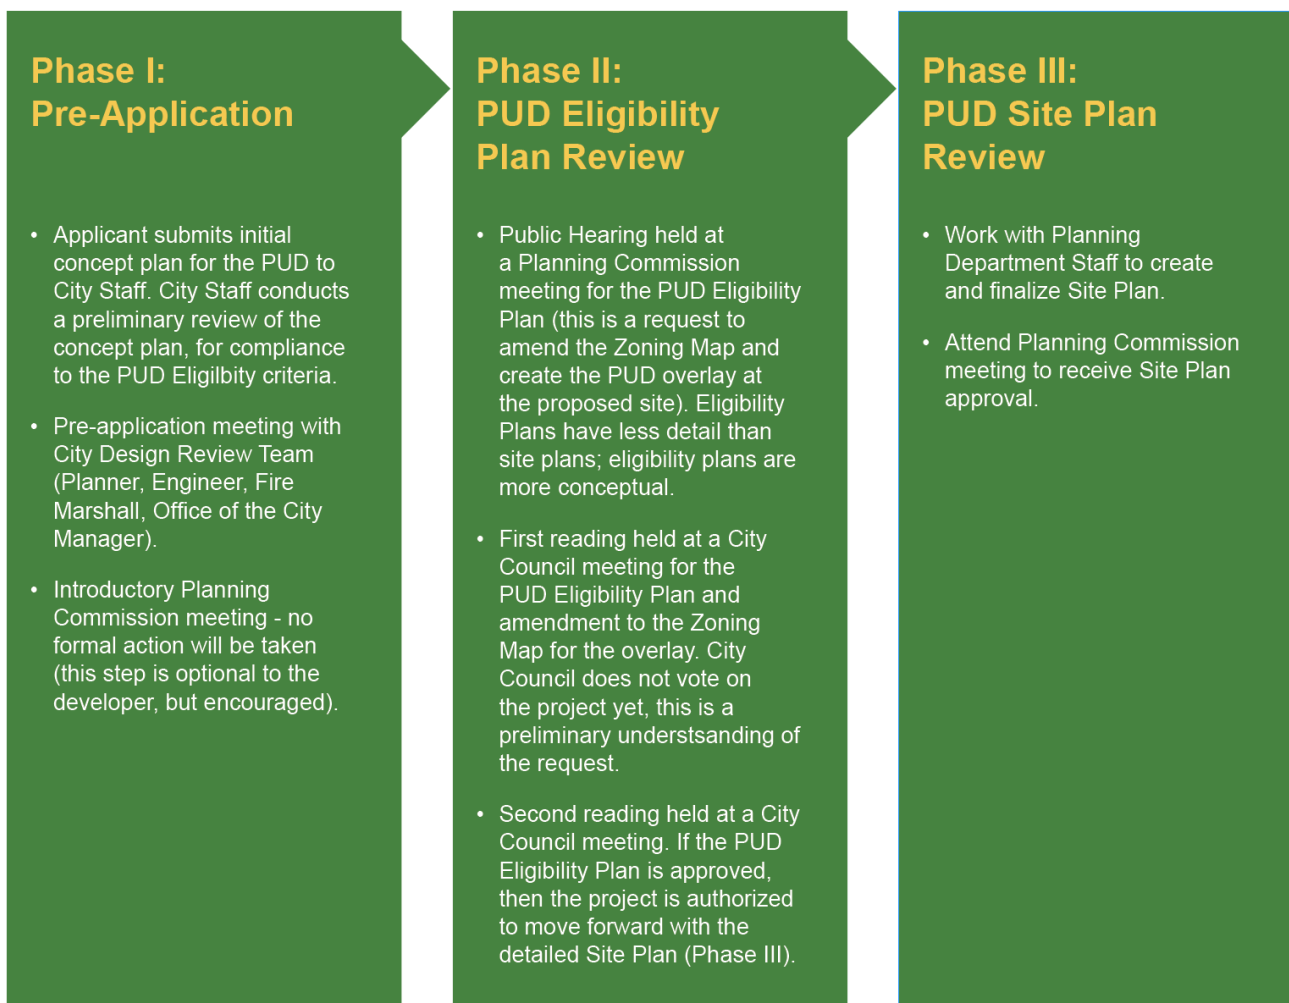 Phase I:
Pre-Application
• Applicant submits initial
concept plan for the PUD to
City Staff. City Staff conducts
a preliminary review of the
concept plan, for compliance
to the PUD Eligilbity criteria.
• Pre-application meeting with
City Design Review Team
(Planner, Engineer, Fire
Marshall, Office of the City
Manager).
• Introductory Planning
Commission meeting - no
formal action will be taken
(this step is optional to the
developer, but encouraged).
Phase II:
PUD Eligibility
Plan Review
• Public Hearing held at
a Planning Commission
meeting for the PUD Eligibility
Plan (this is a request to
amend the Zoning Map and
create the PUD overlay at
the proposed site). Eligibility
Plans have less detail than
site plans; eligibility plans are
more conceptual.
• First reading held at a City
Council meeting for the
PUD Eligibility Plan and
amendment to the Zoning
Map for the overlay. City
Council does not vote on
the project yet, this is a
preliminary understsanding of
the request.
• Second reading held at a City
Council meeting. If the PUD
Eligibility Plan is approved,
then the project is authorized
to move forward with the
detailed Site Plan (Phase III).
Phase III:
PUD Site Plan
Review
• Work with Planning
Department Staff to create
and finalize Site Plan.
• Attend Planning Commission
meeting to receive Site Plan
approval.